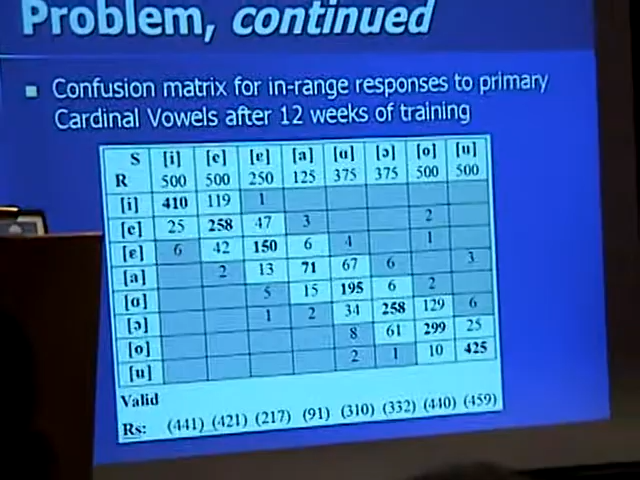 Problem, continued
Confusion matrix for in-range responses to primary
Cardinal Vowels after 12 weeks of training
S [i] [e] [ɛ] [a] [ɑ] [ɔ] [o] [u]
R 500 500 250 125 375 375 500 500
[i] 410 119 1
[e] 25 258 47 3 2
[ɛ] 6 42 150 6 4 1
[a] 2 13 71 67 6 3
[ɑ] 5 15 195 6 2
[ɔ] 1 2 34 258 129 6
[o] 8 61 299 25
[u] 2 1 10 425
Valid
Rs: (441) (421) (217) (91) (310) (332) (440) (459)